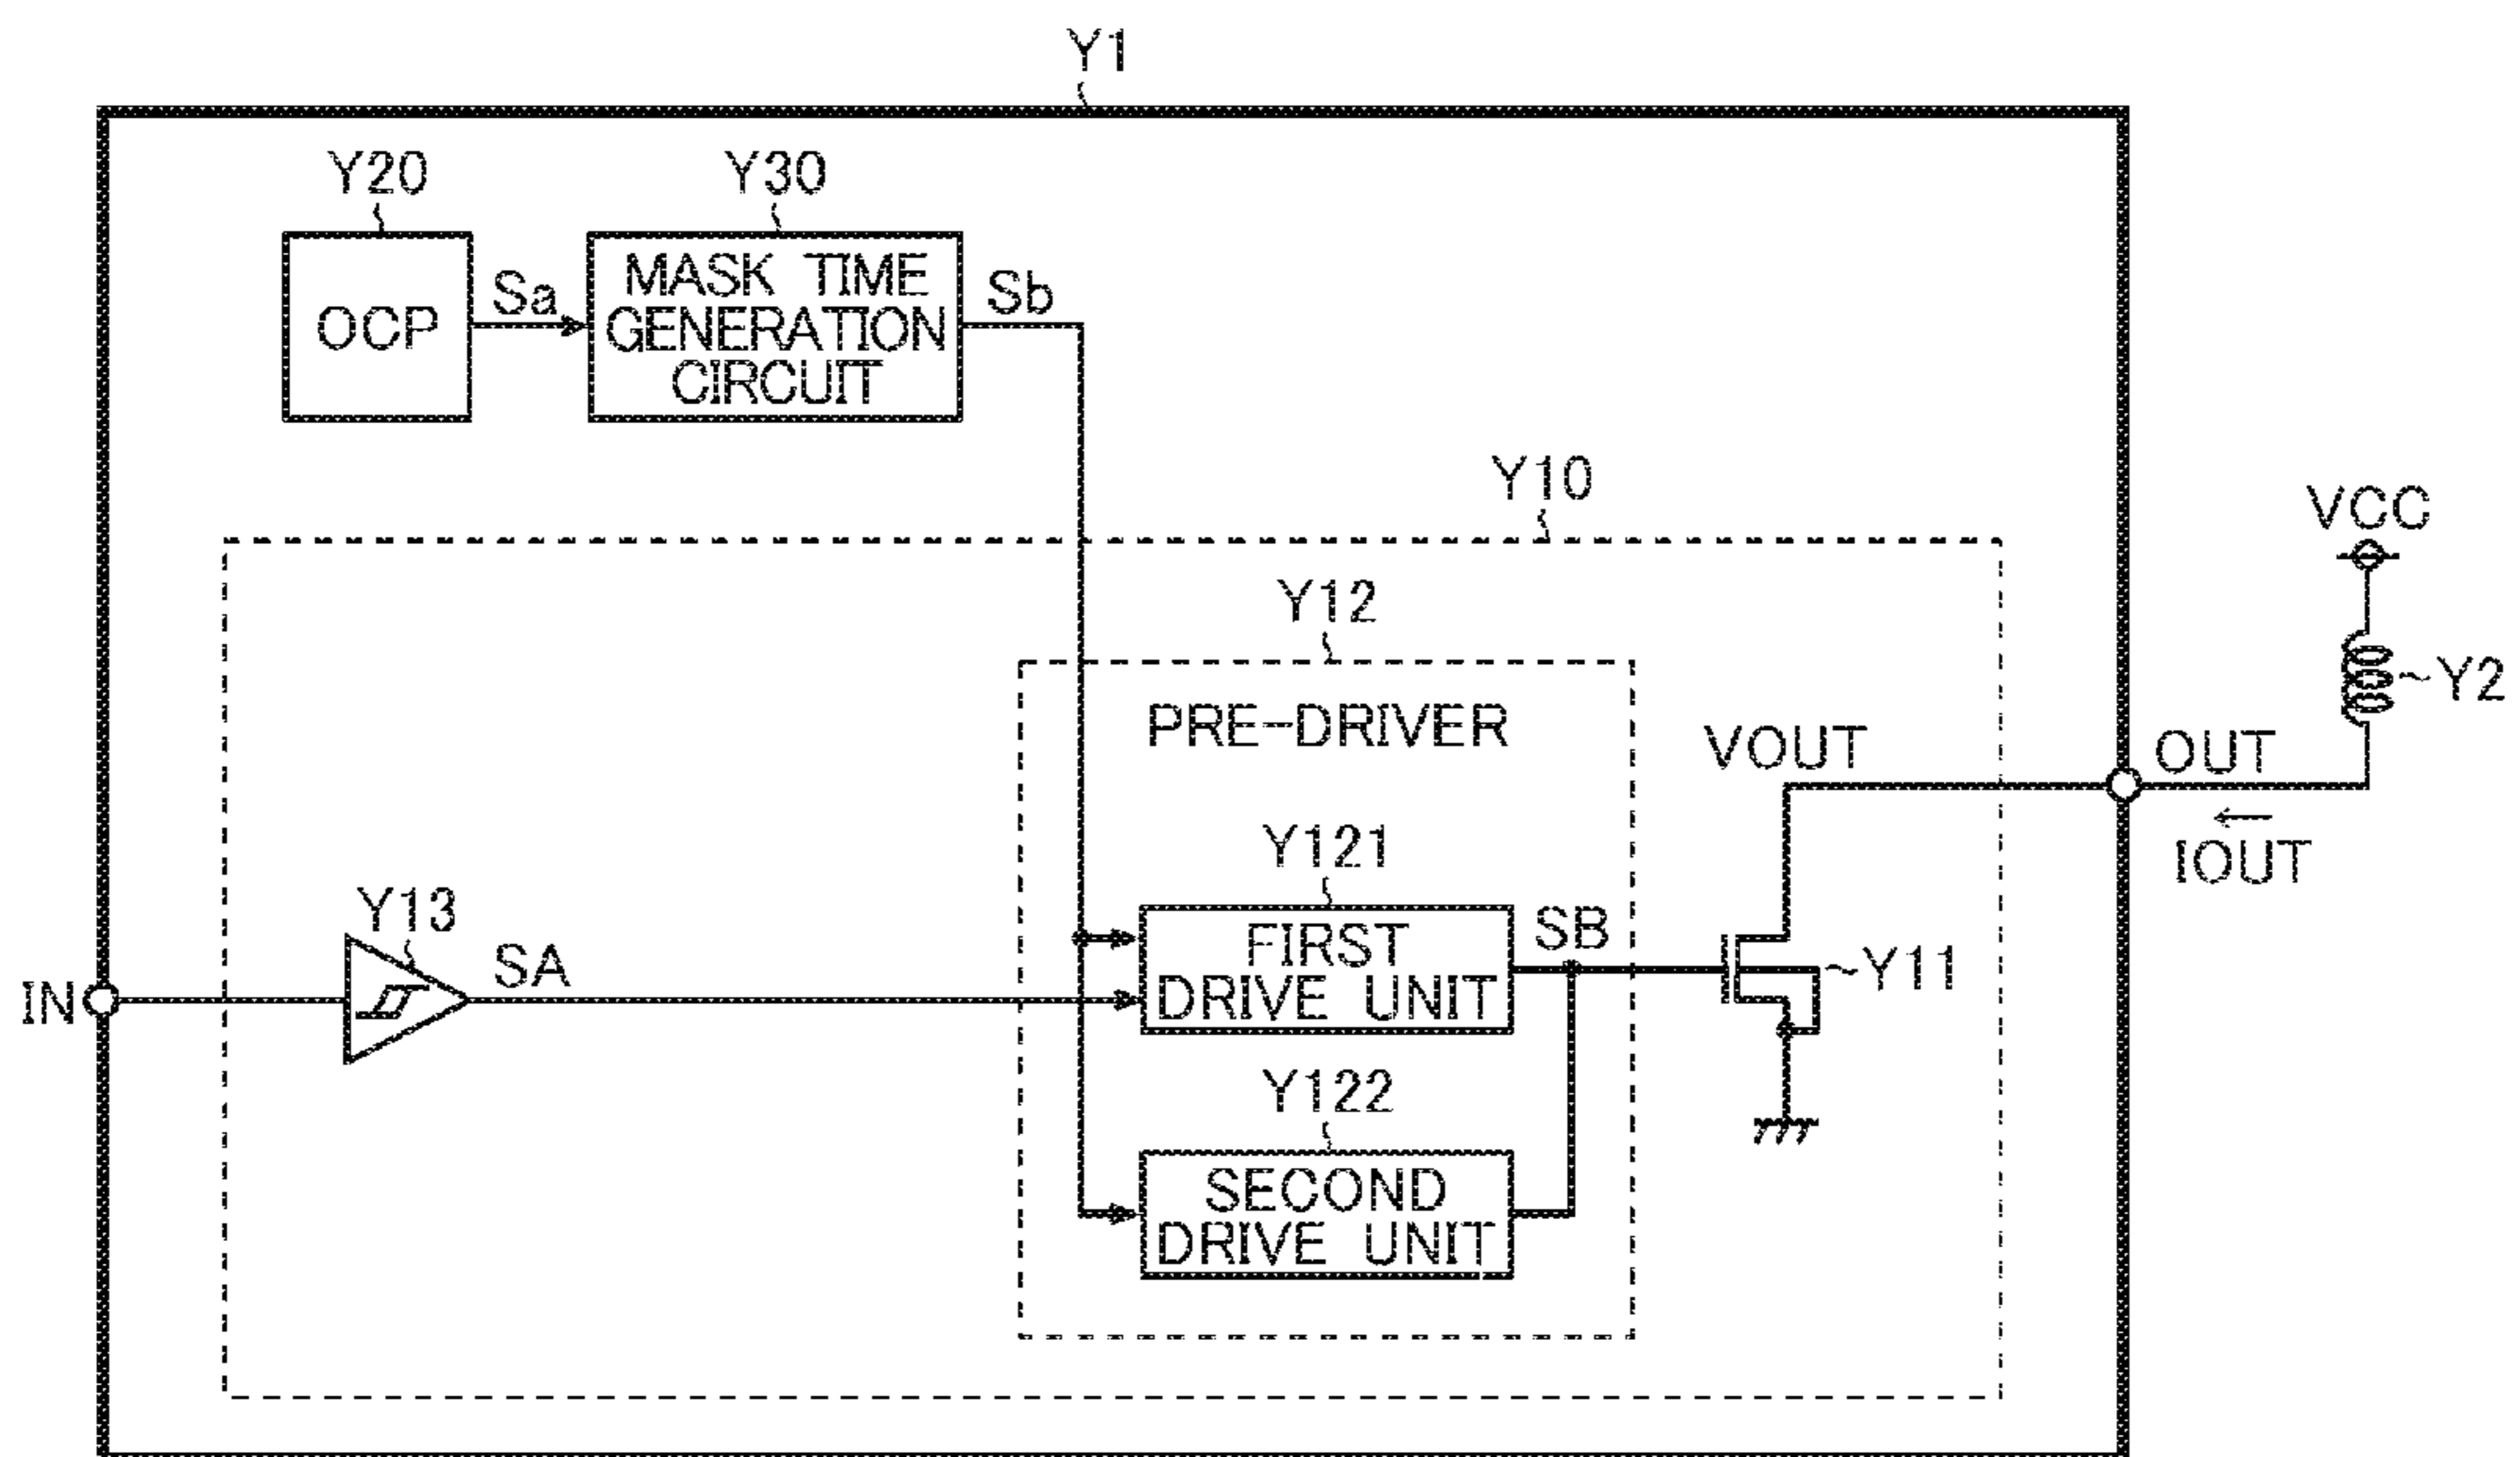 Y1
Y20
Y30
OCP
Sa
MASK TIME
GENERATION
CIRCUIT
Sb
Y10
VCC
Y12
Y2
PRE-DRIVER
VOUT
OUT
IOUT
Y121
Y13
SA
IN
FIRST
DRIVE UNIT
SB
Y11
Y122
SECOND
DRIVE UNIT